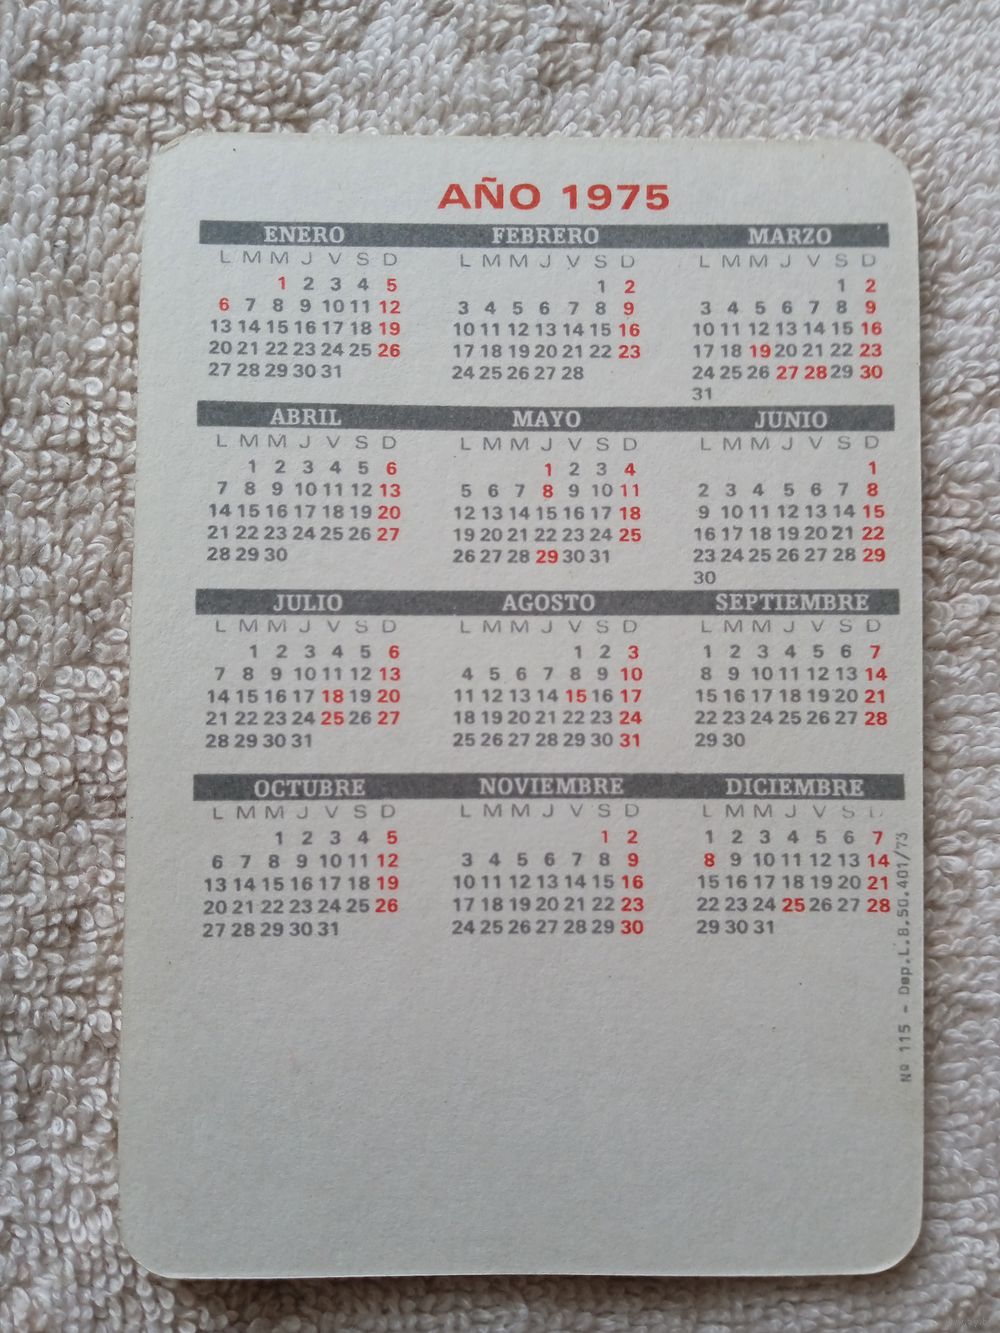 AÑO 1975
ENERO FEBRERO MARZO
L M M J V S D L M M J V S D L M M J V S D
1 2 3 4 5 1 2 1 2
6 7 8 9 10 11 12 3 4 5 6 7 8 9 3 4 5 6 7 8 9
13 14 15 16 17 18 19 10 11 12 13 14 15 16 10 11 12 13 14 15 16
20 21 22 23 24 25 26 17 18 19 20 21 22 23 17 18 19 20 21 22 23
27 28 29 30 31 24 25 26 27 28 24 25 26 27 28 29 30
31
ABRIL MAYO JUNIO
L M M J V S D L M M J V S D L M M J V S D
1 2 3 4 5 6 1 2 3 4 1
7 8 9 10 11 12 13 5 6 7 8 9 10 11 2 3 4 5 6 7 8
14 15 16 17 18 19 20 12 13 14 15 16 17 18 9 10 11 12 13 14 15
21 22 23 24 25 26 27 19 20 21 22 23 24 25 16 17 18 19 20 21 22
28 29 30 26 27 28 29 30 31 23 24 25 26 27 28 29
30
JULIO AGOSTO SEPTIEMBRE
L M M J V S D L M M J V S D L M M J V S D
1 2 3 4 5 6 1 2 3 1 2 3 4 5 6 7
7 8 9 10 11 12 13 4 5 6 7 8 9 10 8 9 10 11 12 13 14
14 15 16 17 18 19 20 11 12 13 14 15 16 17 15 16 17 18 19 20 21
21 22 23 24 25 26 27 18 19 20 21 22 23 24 22 23 24 25 26 27 28
28 29 30 31 25 26 27 28 29 30 31 29 30
OCTUBRE NOVIEMBRE DICIEMBRE
L M M J V S D L M M J V S D L M M J V S D
1 2 3 4 5 1 2 1 2 3 4 5 6 7
6 7 8 9 10 11 12 3 4 5 6 7 8 9 8 9 10 11 12 13 14
13 14 15 16 17 18 19 10 11 12 13 14 15 16 15 16 17 18 19 20 21
20 21 22 23 24 25 26 17 18 19 20 21 22 23 22 23 24 25 26 27 28
27 28 29 30 31 24 25 26 27 28 29 30 29 30 31
Nº 115 - Dep.L.B.50.401/73